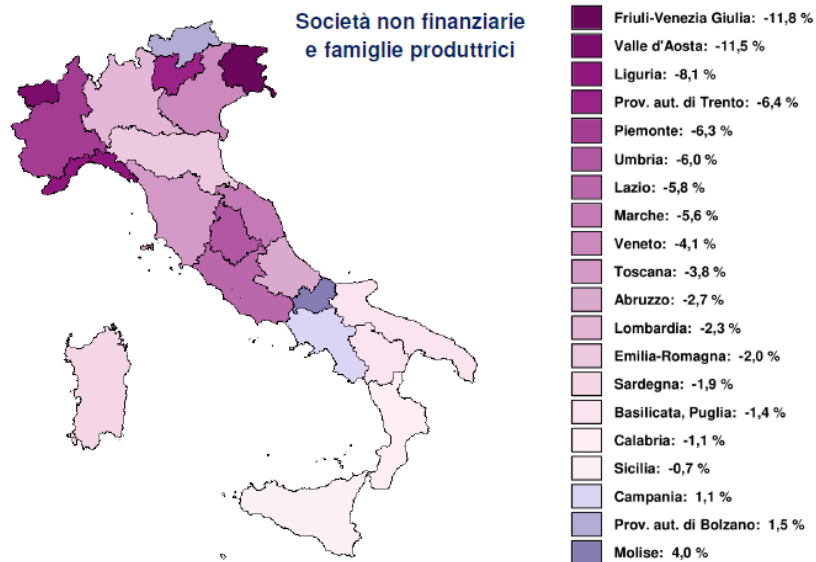 Società non finanziarie
e famiglie produttrici
Friuli-Venezia Giulia: -11,8 %
Valle d'Aosta: -11,5 %
Liguria: -8,1 %
Prov. aut. di Trento: -6,4 %
Piemonte: -6,3 %
Umbria: -6,0 %
Lazio: -5,8 %
Marche: -5,6 %
Veneto: -4,1 %
Toscana: -3,8 %
Abruzzo: -2,7 %
Lombardia: -2,3 %
Emilia-Romagna: -2,0 %
Sardegna: -1,9 %
Basilicata, Puglia: -1,4 %
Calabria: -1,1 %
Sicilia: -0,7 %
Campania: 1,1 %
Prov. aut. di Bolzano: 1,5 %
Molise: 4,0 %